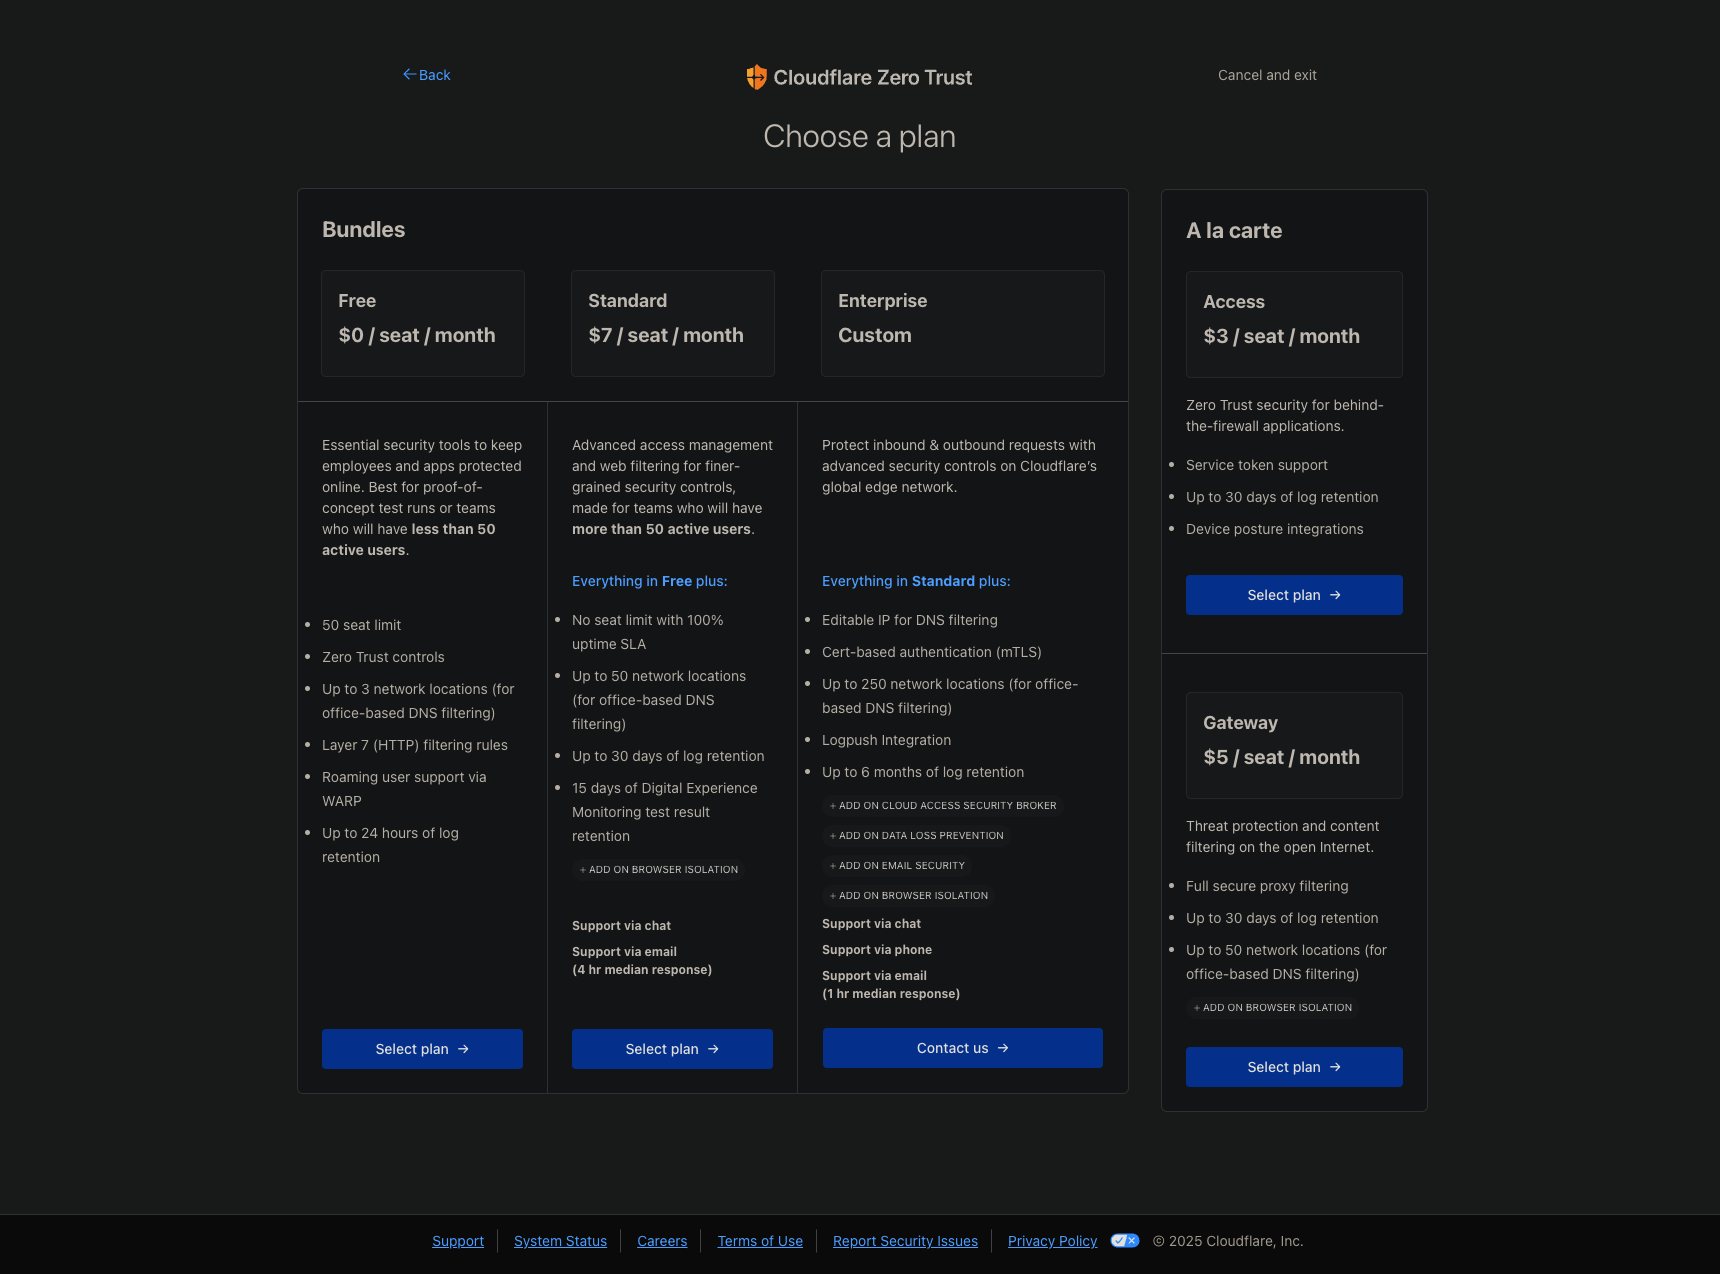 Back
Cloudflare Zero Trust
Cancel and exit
Choose a plan
Bundles
Free
$0 / seat / month
Standard
$7 / seat / month
Enterprise
Custom
Essential security tools to keep
employees and apps protected
online. Best for proof-of-
concept test runs or teams
who will have less than 50
active users.
50 seat limit
Zero Trust controls
Up to 3 network locations (for
office-based DNS filtering)
Layer 7 (HTTP) filtering rules
Roaming user support via
WARP
Up to 24 hours of log
retention
Select plan →
Advanced access management
and web filtering for finer-
grained security controls,
made for teams who will have
more than 50 active users.
Everything in Free plus:
No seat limit with 100%
uptime SLA
Up to 50 network locations
(for office-based DNS
filtering)
Up to 30 days of log retention
15 days of Digital Experience
Monitoring test result
retention
+ ADD ON BROWSER ISOLATION
Support via chat
Support via email
(4 hr median response)
Select plan →
Protect inbound & outbound requests with
advanced security controls on Cloudflare's
global edge network.
Everything in Standard plus:
Editable IP for DNS filtering
Cert-based authentication (mTLS)
Up to 250 network locations (for office-
based DNS filtering)
Logpush Integration
Up to 6 months of log retention
+ ADD ON CLOUD ACCESS SECURITY BROKER
+ ADD ON DATA LOSS PREVENTION
+ ADD ON EMAIL SECURITY
+ ADD ON BROWSER ISOLATION
Support via chat
Support via phone
Support via email
(1 hr median response)
Contact us →
A la carte
Access
$3 / seat / month
Zero Trust security for behind-
the-firewall applications.
Service token support
Up to 30 days of log retention
Device posture integrations
Select plan →
Gateway
$5 / seat / month
Threat protection and content
filtering on the open Internet.
Full secure proxy filtering
Up to 30 days of log retention
Up to 50 network locations (for
office-based DNS filtering)
+ ADD ON BROWSER ISOLATION
Select plan →
Support
System Status
Careers
Terms of Use
Report Security Issues
Privacy Policy
© 2025 Cloudflare, Inc.